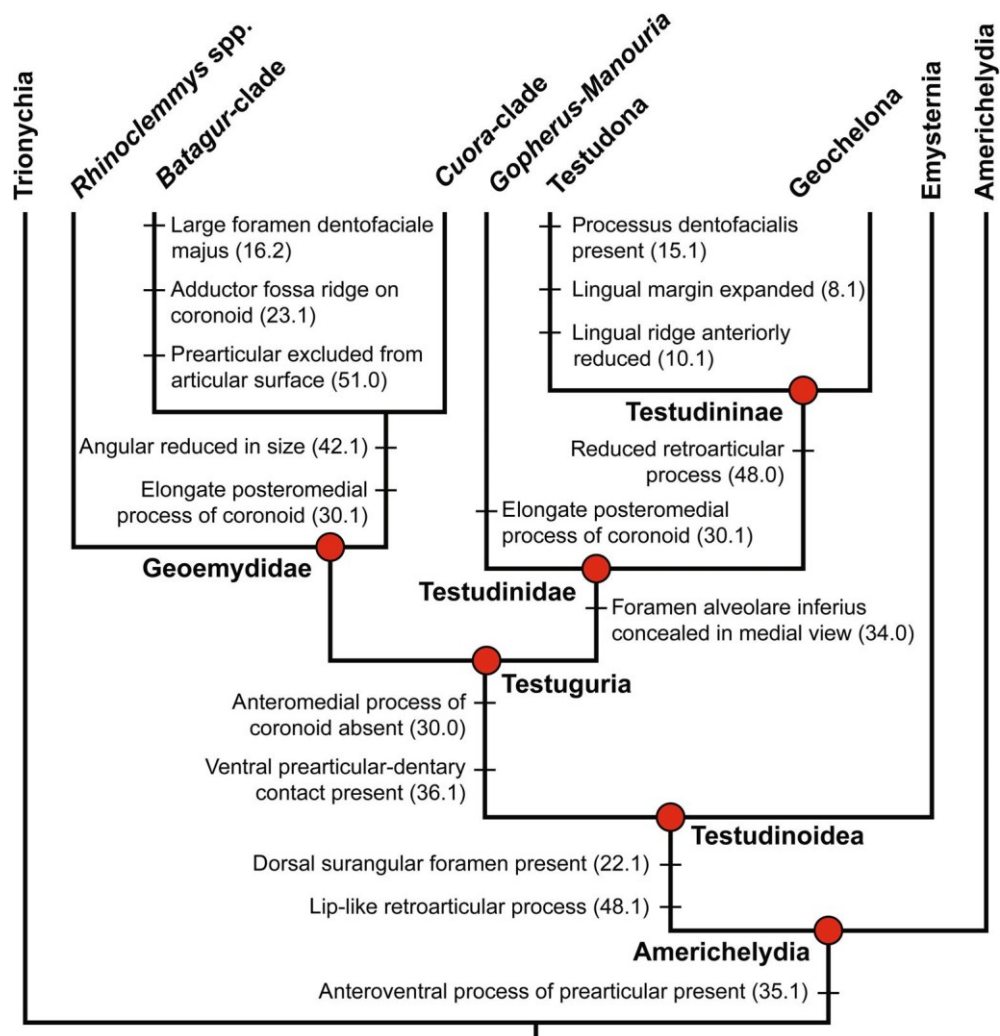 Trionychia
Rhinoclemmys spp.
Batagur-clade
Cuora-clade
Gopherus-Manouria
Testudona
Geochelona
Emysternia
Americhelydia
Large foramen dentofaciale
majus (16.2)
Adductor fossa ridge on
coronoid (23.1)
Prearticular excluded from
articular surface (51.0)
Processus dentofacialis
present (15.1)
Lingual margin expanded (8.1)
Lingual ridge anteriorly
reduced (10.1)
Testudininae
Angular reduced in size (42.1)
Elongate posteromedial
process of coronoid (30.1)
Reduced retroarticular
process (48.0)
Elongate posteromedial
process of coronoid (30.1)
Geoemydidae
Testudinidae
Foramen alveolare inferius
concealed in medial view (34.0)
Testuguria
Anteromedial process of
coronoid absent (30.0)
Ventral prearticular-dentary
contact present (36.1)
Testudinoidea
Dorsal surangular foramen present (22.1)
Lip-like retroarticular process (48.1)
Americhelydia
Anteroventral process of prearticular present (35.1)